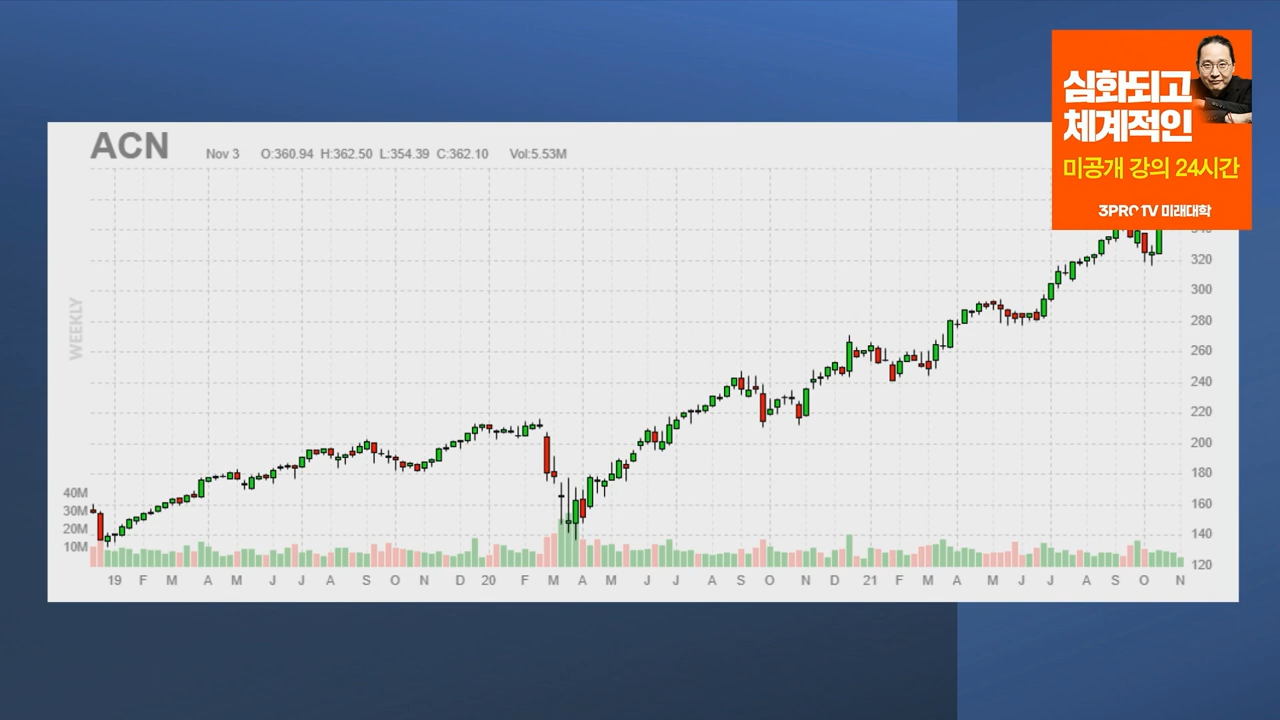 ACN
Nov 3 O:360.94 H:362.50 L:354.39 C:362.10 Vol:5.53M
심화되고
체계적인
미공개 강의 24시간
3PRO TV 미래대학
WEEKLY
320
300
280
260
240
220
200
180
160
140
120
40M
30M
20M
10M
19 F M A M J J A S O N D 20 F M A M J J A S O N D 21 F M A M J J A S O N